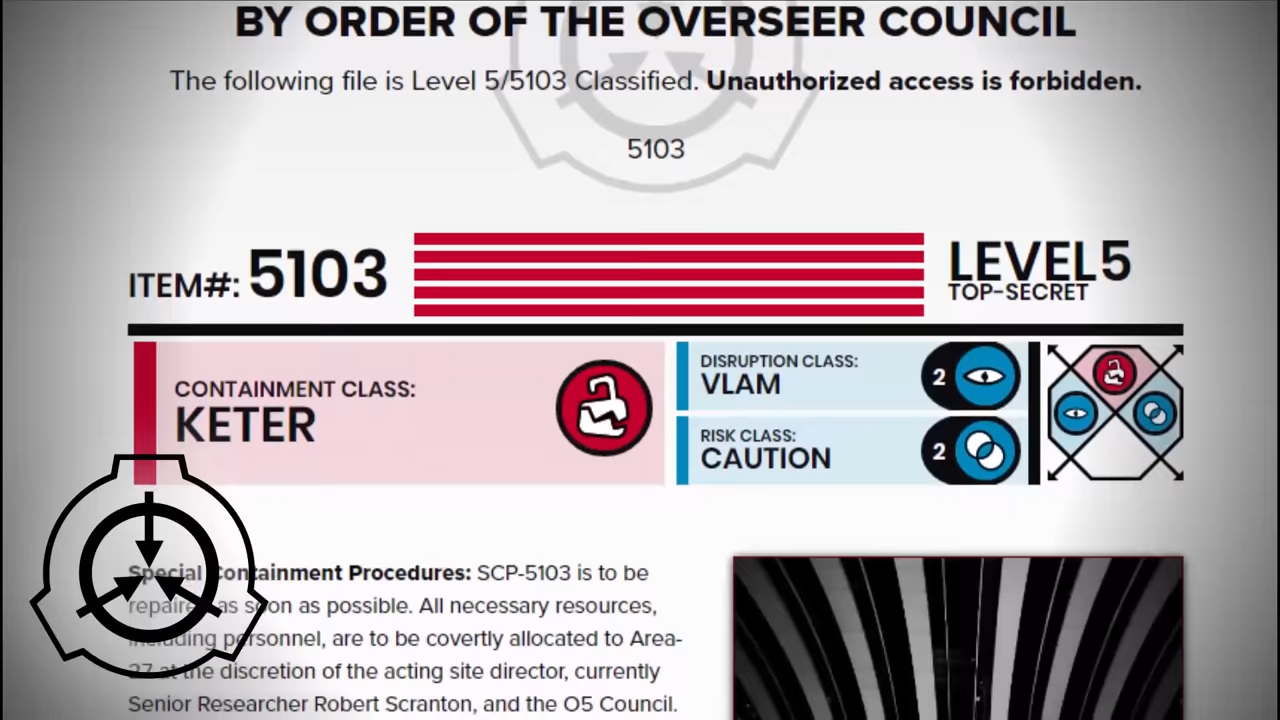 BY ORDER OF THE OVERSEER COUNCIL
The following file is Level 5/5103 Classified. Unauthorized access is forbidden.
5103
ITEM#: 5103
LEVEL5
TOP-SECRET
CONTAINMENT CLASS:
KETER
DISRUPTION CLASS:
VLAM
2
RISK CLASS:
CAUTION
2
Special Containment Procedures: SCP-5103 is to be
repaired as soon as possible. All necessary resources,
including personnel, are to be covertly allocated to Area-
27 at the discretion of the acting site director, currently
Senior Researcher Robert Scranton, and the O5 Council.